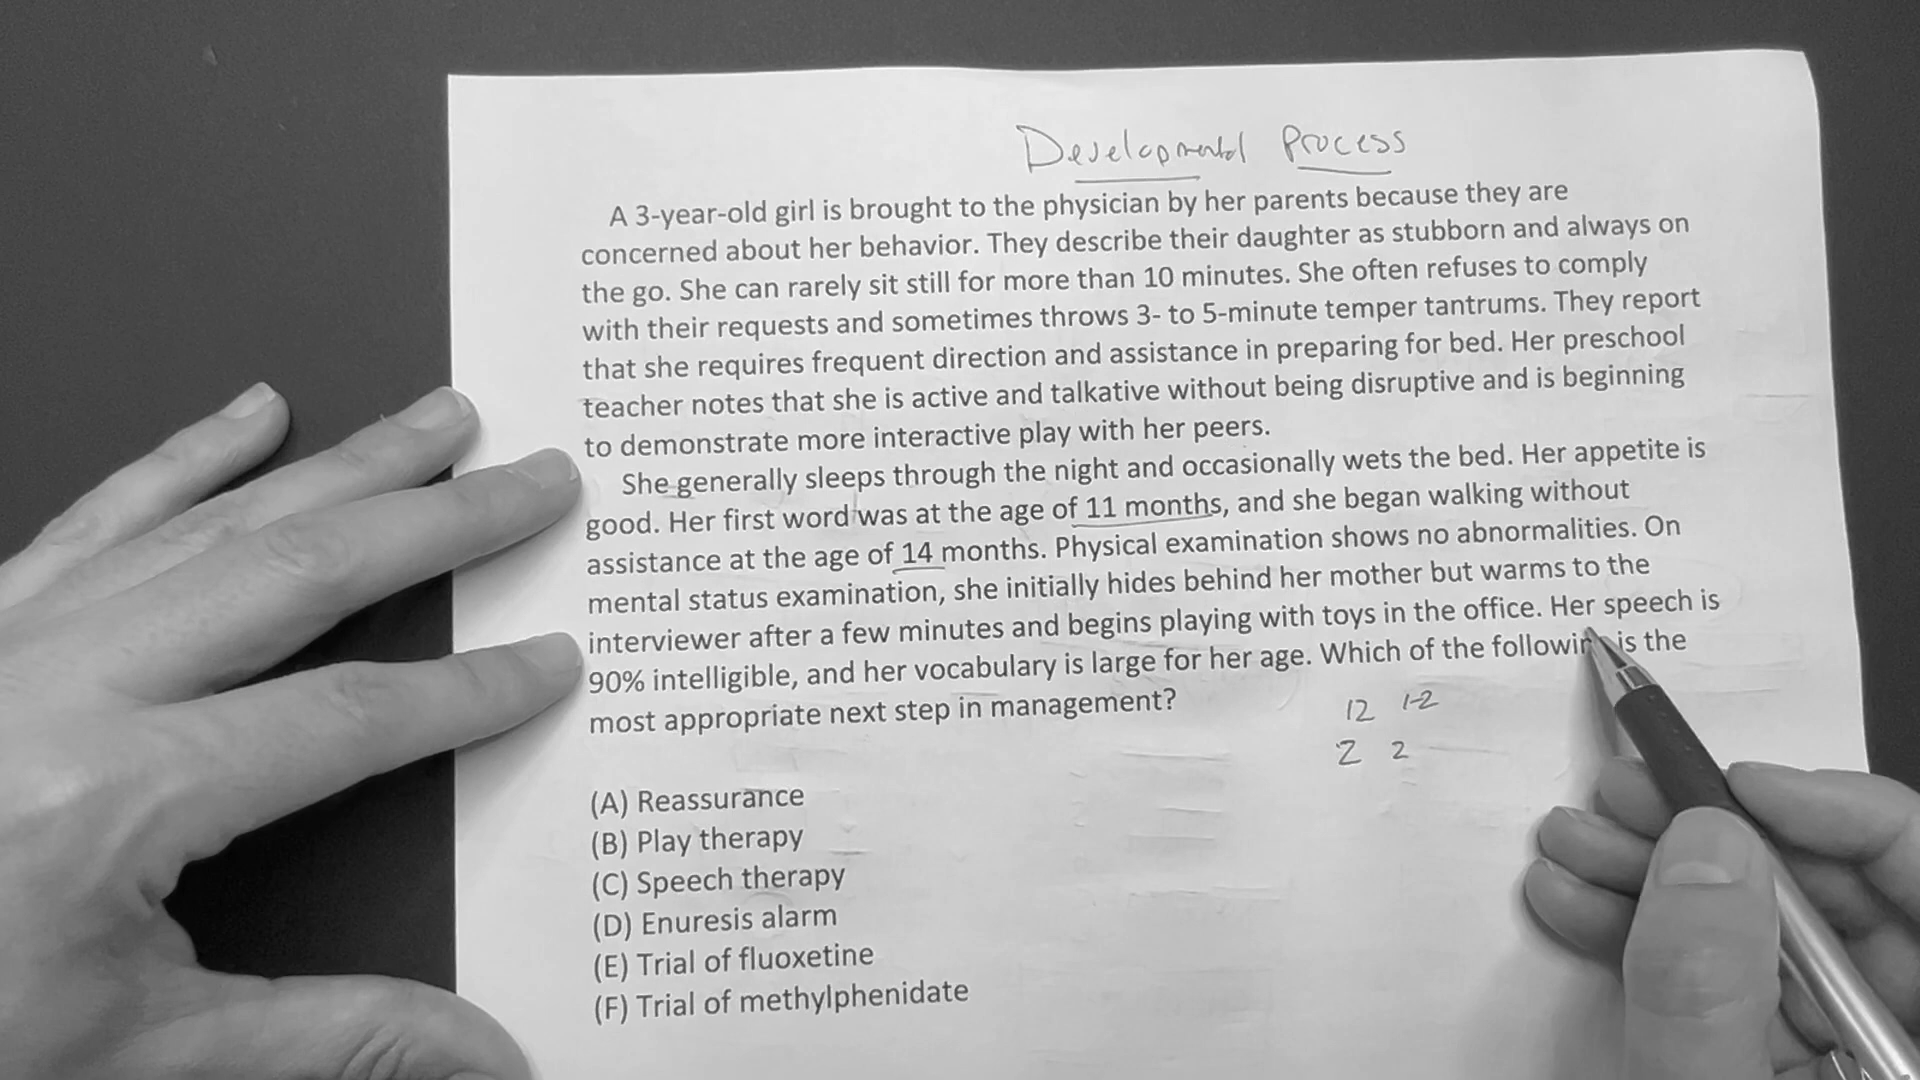 Developmental Process
A 3-year-old girl is brought to the physician by her parents because they are
concerned about her behavior. They describe their daughter as stubborn and always on
the go. She can rarely sit still for more than 10 minutes. She often refuses to comply
with their requests and sometimes throws 3- to 5-minute temper tantrums. They report
that she requires frequent direction and assistance in preparing for bed. Her preschool
teacher notes that she is active and talkative without being disruptive and is beginning
to demonstrate more interactive play with her peers.
She generally sleeps through the night and occasionally wets the bed. Her appetite is
good. Her first word was at the age of 11 months, and she began walking without
assistance at the age of 14 months. Physical examination shows no abnormalities. On
mental status examination, she initially hides behind her mother but warms to the
interviewer after a few minutes and begins playing with toys in the office. Her speech is
90% intelligible, and her vocabulary is large for her age. Which of the is the
most appropriate next step in management?
12 1-2
2 2
(A) Reassurance
(B) Play therapy
(C) Speech therapy
(D) Enuresis alarm
(E) Trial of fluoxetine
(F) Trial of methylphenidate